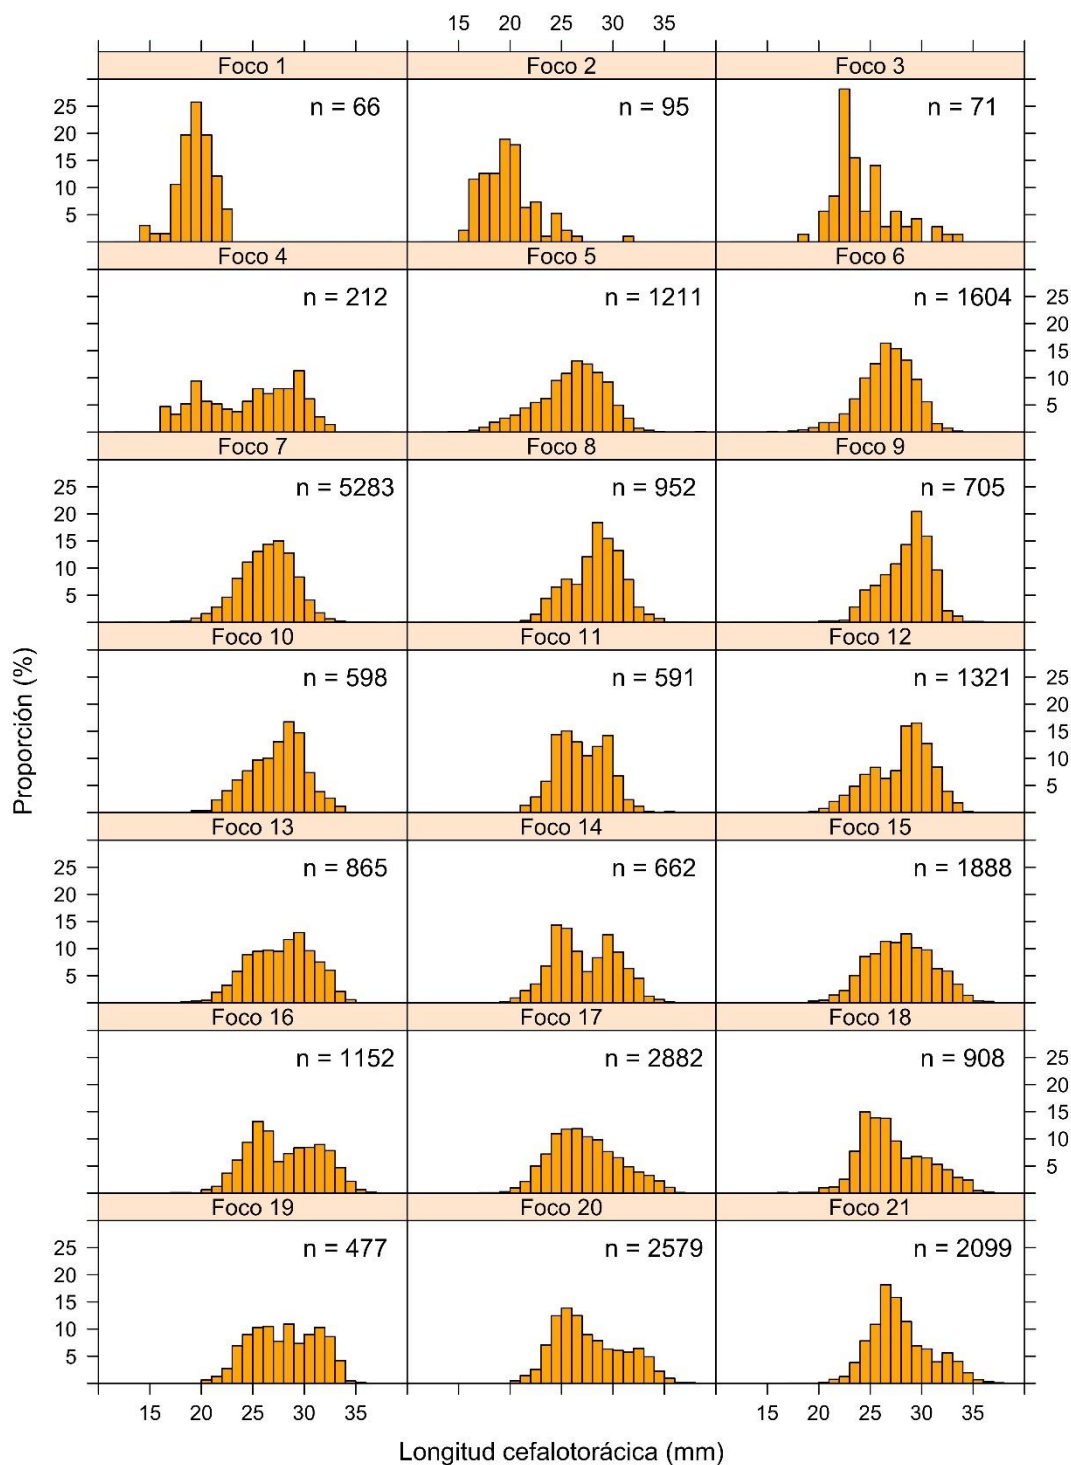 15 20 25 30 35
Foco 1 Foco 2 Foco 3
n = 66 n = 95 n = 71
25
20
15
10
5
Foco 4 Foco 5 Foco 6
n = 212 n = 1211 n = 1604
25
20
15
10
5
Foco 7 Foco 8 Foco 9
n = 5283 n = 952 n = 705
25
20
15
10
5
Foco 10 Foco 11 Foco 12
n = 598 n = 591 n = 1321
25
20
15
10
5
Foco 13 Foco 14 Foco 15
n = 865 n = 662 n = 1888
25
20
15
10
5
Foco 16 Foco 17 Foco 18
n = 1152 n = 2882 n = 908
25
20
15
10
5
Foco 19 Foco 20 Foco 21
n = 477 n = 2579 n = 2099
25
20
15
10
5
15 20 25 30 35 15 20 25 30 35
Proporción (%)
Longitud cefalotorácica (mm)